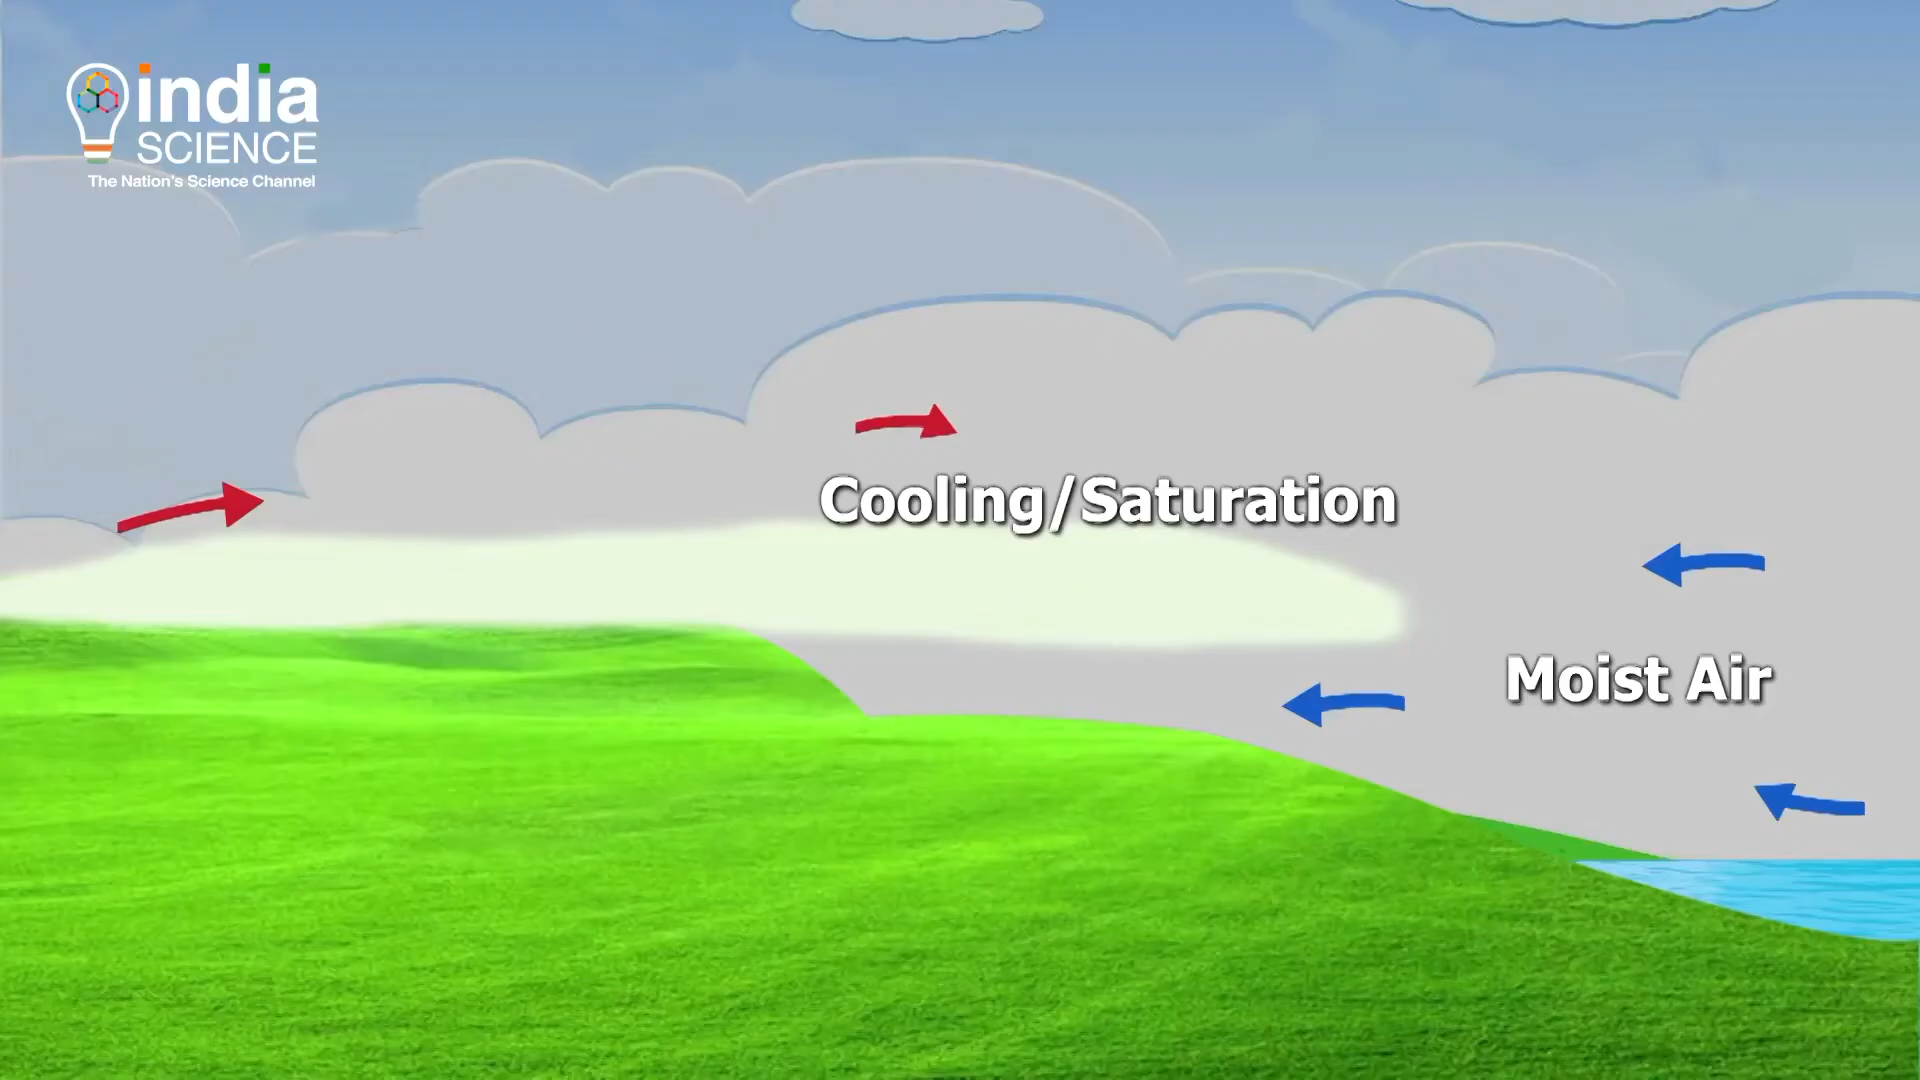 india
SCIENCE
The Nation's Science Channel
Cooling/Saturation
Moist Air